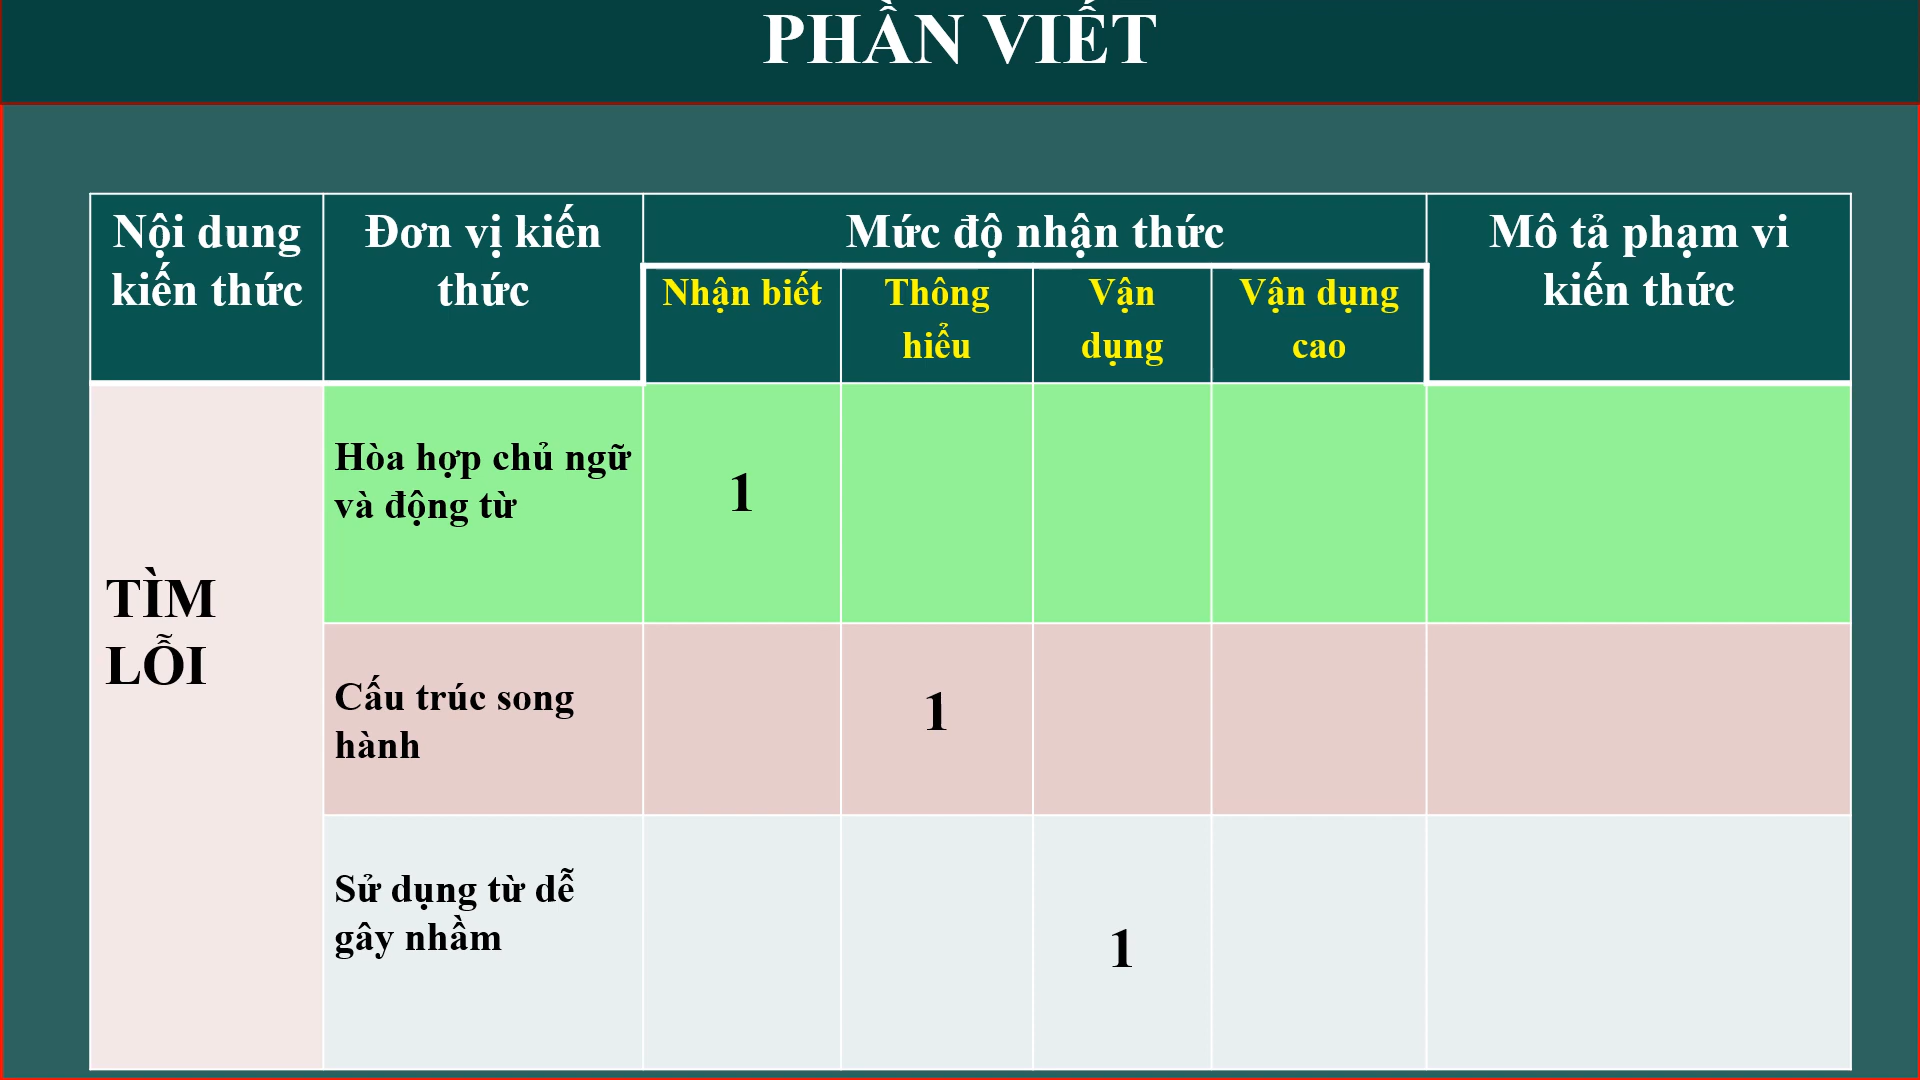 PHẦN VIẾT
Nội dung
kiến thức
Đơn vị kiến
thức
Mức độ nhận thức
Mô tả phạm vi
kiến thức
Nhận biết
Thông
hiểu
Vận
dụng
Vận dụng
cao
TÌM
LỖI
Hòa hợp chủ ngữ
và động từ
1
Cấu trúc song
hành
1
Sử dụng từ dễ
gây nhầm
1